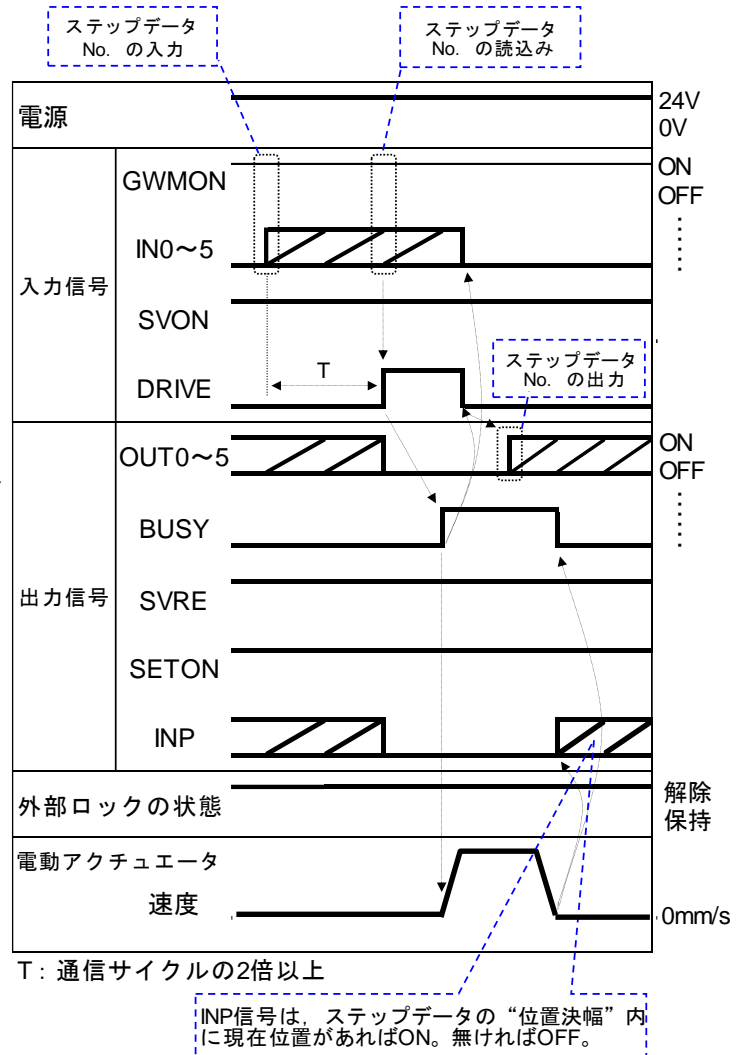 ステップデータ
No. の入力
ステップデータ
No. の読込み
電源
24V
0V
入力信号
GWMON
ON
OFF
IN0～5
SVON
DRIVE
T
ステップデータ
No. の出力
出力信号
OUT0～5
ON
OFF
BUSY
SVRE
SETON
INP
外部ロックの状態
解除
保持
電動アクチュエータ
速度
0mm/s
T：通信サイクルの2倍以上
INP信号は，ステップデータの“位置決幅”内
に現在位置があればON。無ければOFF。